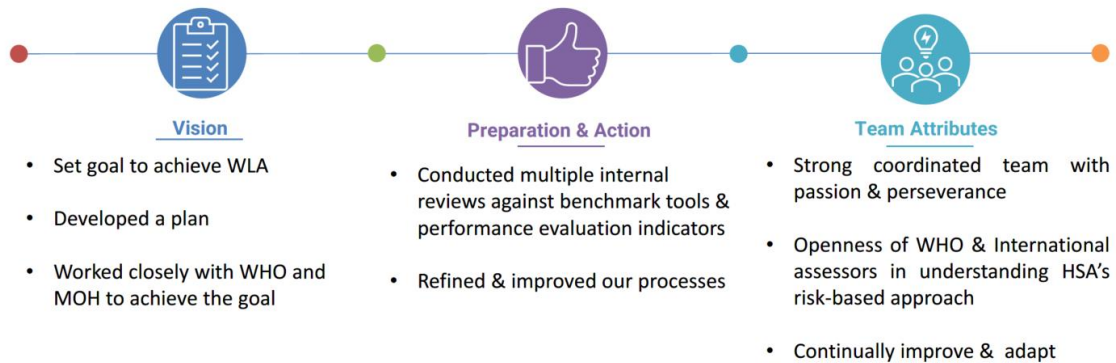 Vision
• Set goal to achieve WLA
• Developed a plan
• Worked closely with WHO and
MOH to achieve the goal
Preparation & Action
• Conducted multiple internal
reviews against benchmark tools &
performance evaluation indicators
• Refined & improved our processes
Team Attributes
• Strong coordinated team with
passion & perseverance
• Openness of WHO & International
assessors in understanding HSA's
risk-based approach
• Continually improve & adapt